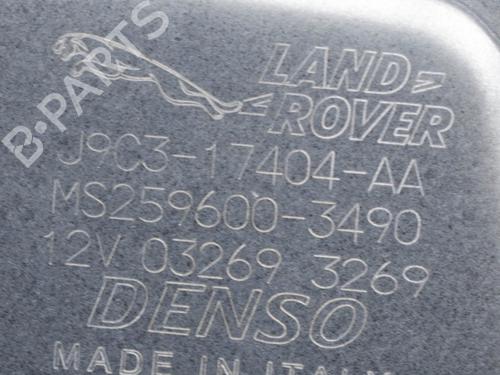 B-PARTS
LAND
ROVER
J9C3-17404-AA
MS259600-3490
12V 03269 3269
DENSO
MADE IN ITALY